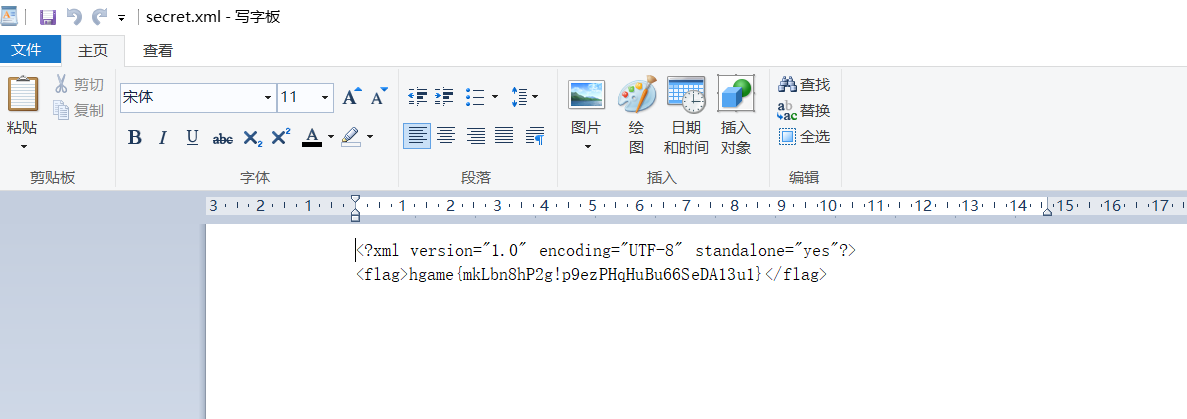 secret.xml - 写字板
文件 主页 查看
粘贴 剪切 复制
剪贴板
宋体 11
B I U abc X₂ X² A
字体
段落
图片 绘图 日期和时间 插入对象
插入
查找
替换
全选
编辑
3 2 1 1 2 3 4 5 6 7 8 9 10 11 12 13 14 15 16 17
<?xml version="1.0" encoding="UTF-8" standalone="yes"?>
<flag>hgame{mkLbn8hP2g!p9ezPHqHuBu66SeDA13u1}</flag>